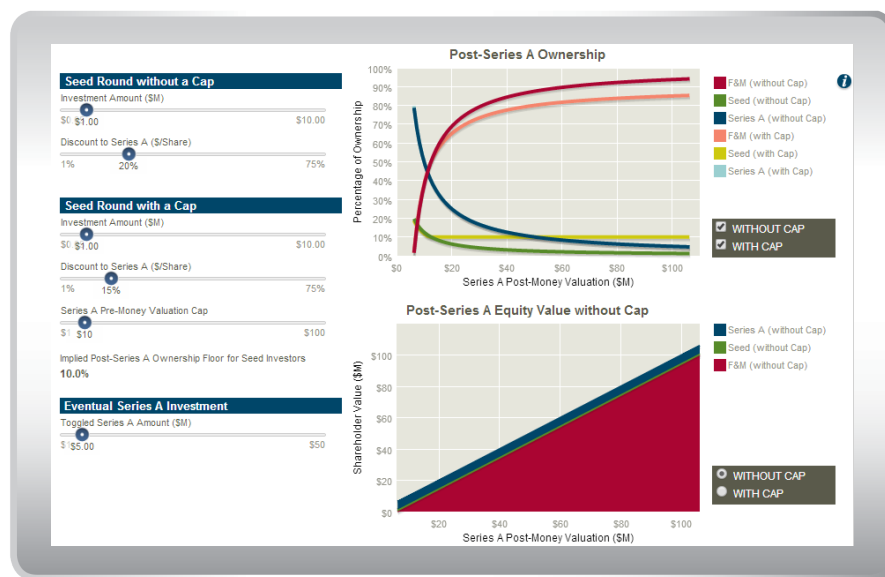 Seed Round without a Cap
Investment Amount ($M)
$1.00
$10.00
Discount to Series A ($/Share)
1%
20%
75%
Seed Round with a Cap
Investment Amount ($M)
$1.00
$10.00
Discount to Series A ($/Share)
1%
15%
75%
Series A Pre-Money Valuation Cap
$10
$100
Implied Post-Series A Ownership Floor for Seed Investors
10.0%
Eventual Series A Investment
Toggled Series A Amount ($M)
$5.00
$50
Post-Series A Ownership
Percentage of Ownership
100%
90%
80%
70%
60%
50%
40%
30%
20%
10%
0%
$0
$20
$40
$60
$80
$100
Series A Post-Money Valuation ($M)
F&M (without Cap)
Seed (without Cap)
Series A (without Cap)
F&M (with Cap)
Seed (with Cap)
Series A (with Cap)
i
WITHOUT CAP
WITH CAP
Post-Series A Equity Value without Cap
Shareholder Value ($M)
$100
$80
$60
$40
$20
$0
$20
$40
$60
$80
$100
Series A Post-Money Valuation ($M)
Series A (without Cap)
Seed (without Cap)
F&M (without Cap)
WITHOUT CAP
WITH CAP